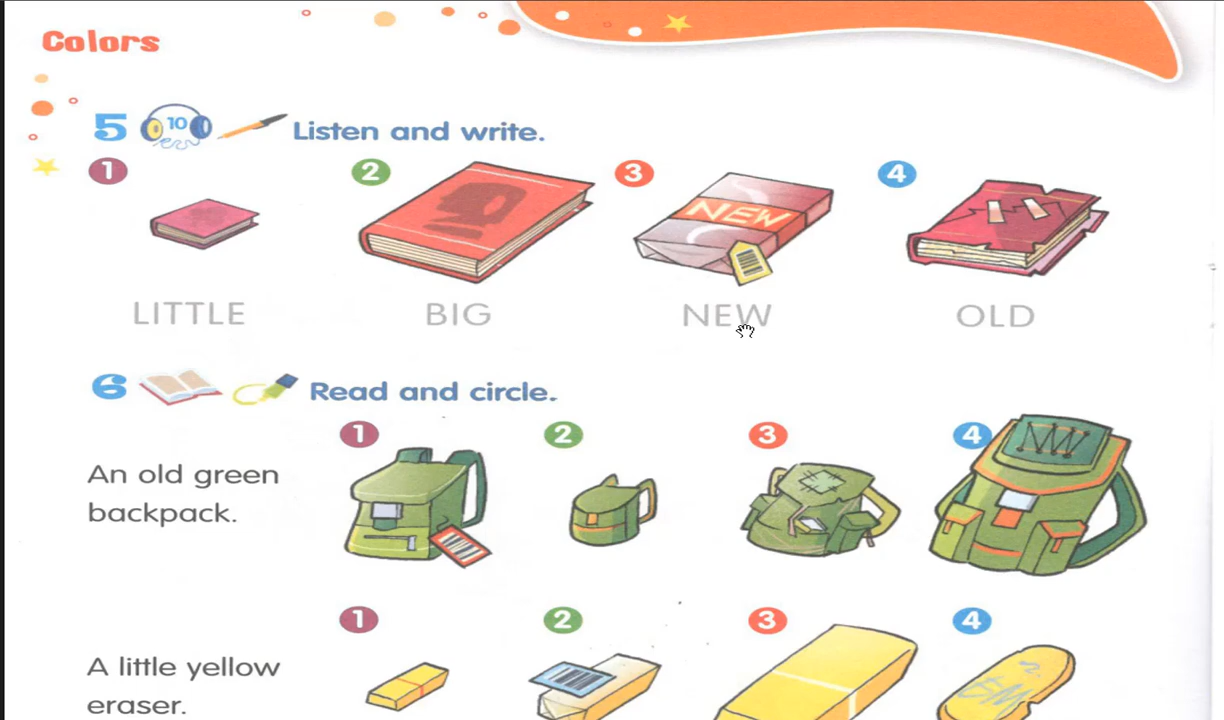 Colors
5 10 Listen and write.
1 2 3 4
NEW
LITTLE BIG NEW OLD
6 Read and circle.
1 2 3 4
An old green
backpack.
1 2 3 4
A little yellow
eraser.